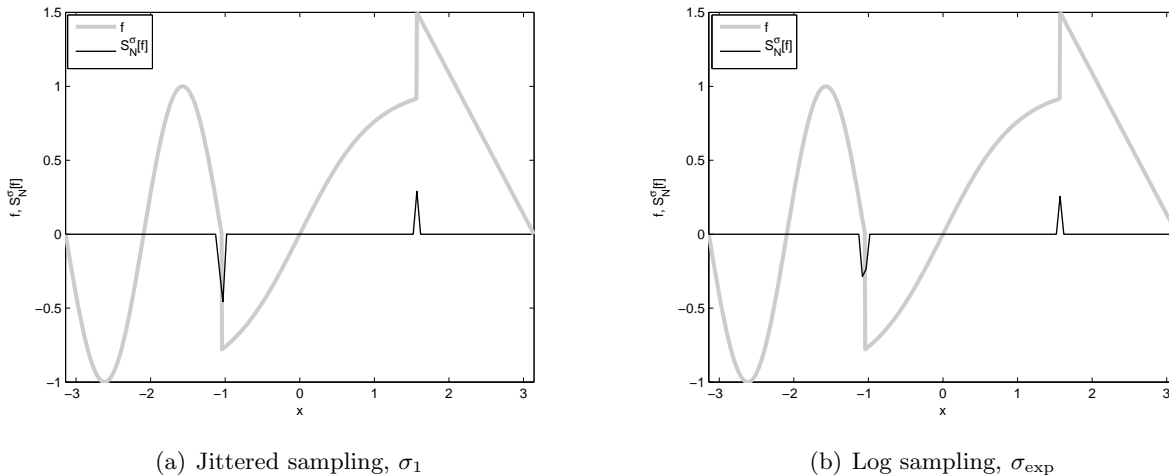 f
S_N^σ[f]
1.5
1
0.5
0
−0.5
−1
−3
−2
−1
0
1
2
3
x
f, S_N^σ[f]
(a) Jittered sampling, σ₁
f
S_N^σ[f]
1.5
1
0.5
0
−0.5
−1
−3
−2
−1
0
1
2
3
x
f, S_N^σ[f]
(b) Log sampling, σ_exp